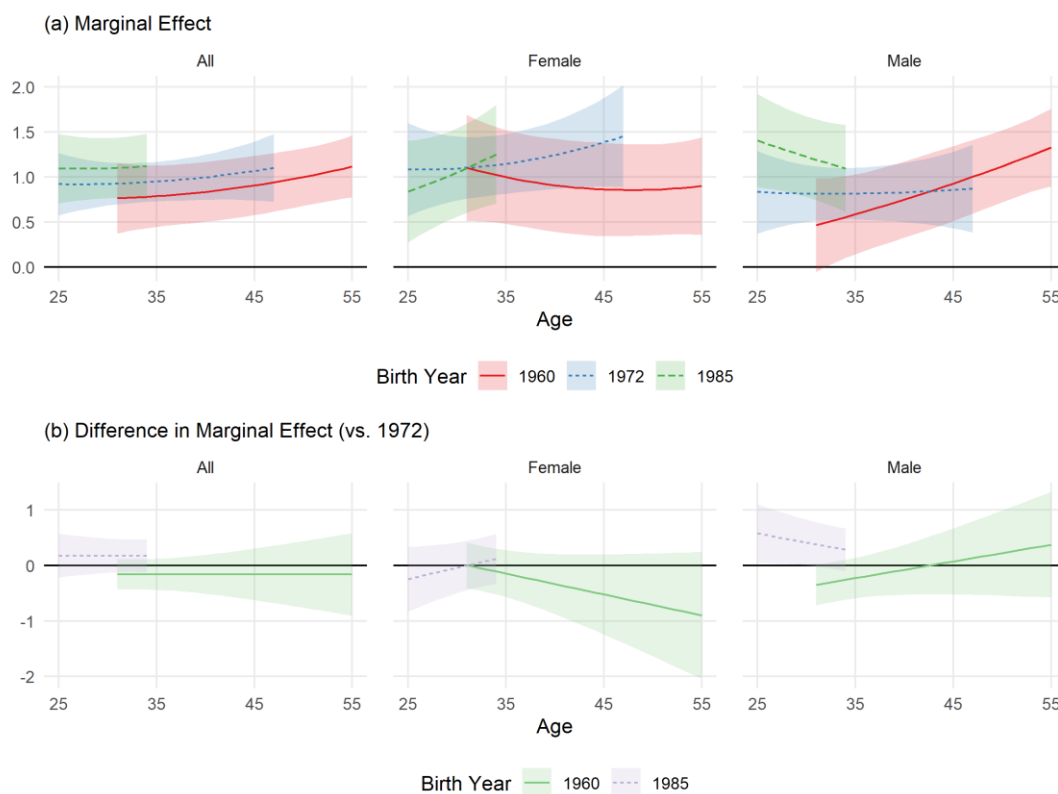 (a) Marginal Effect
All Female Male
2.0
1.5
1.0
0.5
0.0
25 35 45 55 25 35 45 55 25 35 45 55
Age
Birth Year 1960 1972 1985
(b) Difference in Marginal Effect (vs. 1972)
All Female Male
1
0
-1
-2
25 35 45 55 25 35 45 55 25 35 45 55
Age
Birth Year 1960 1985